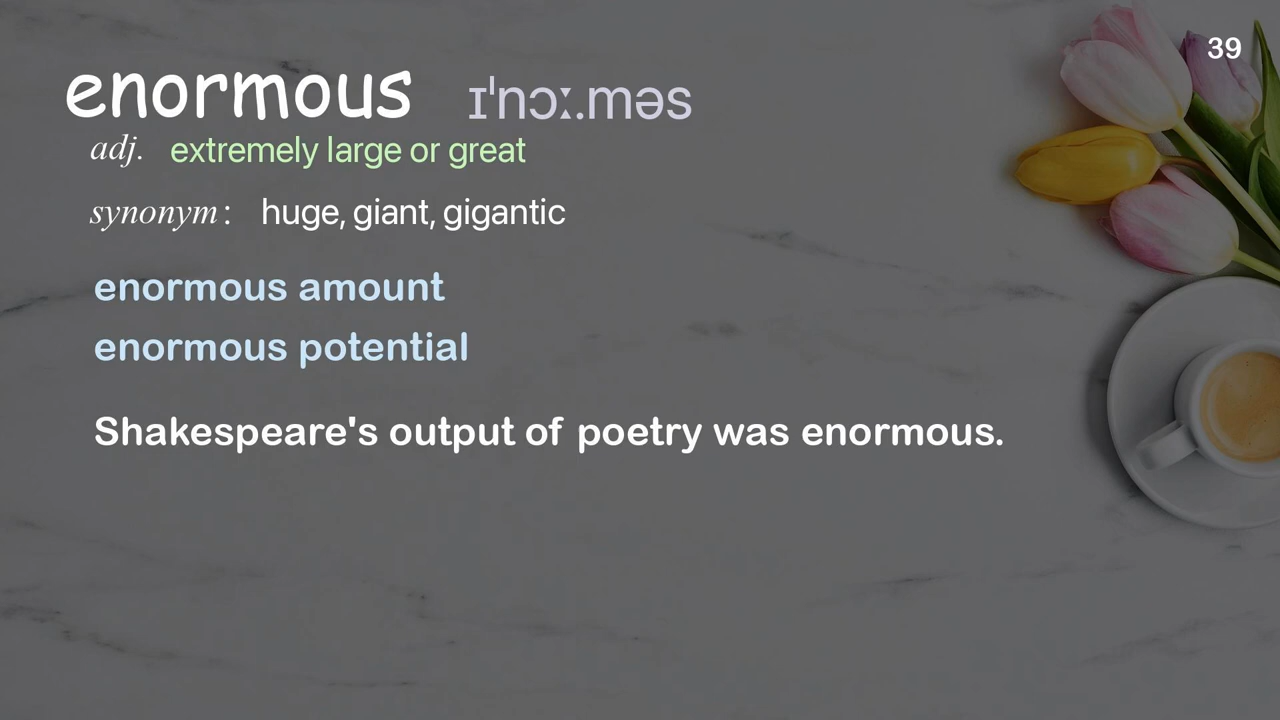 39
enormous ɪˈnɔː.məs
adj. extremely large or great
synonym: huge, giant, gigantic
enormous amount
enormous potential
Shakespeare's output of poetry was enormous.